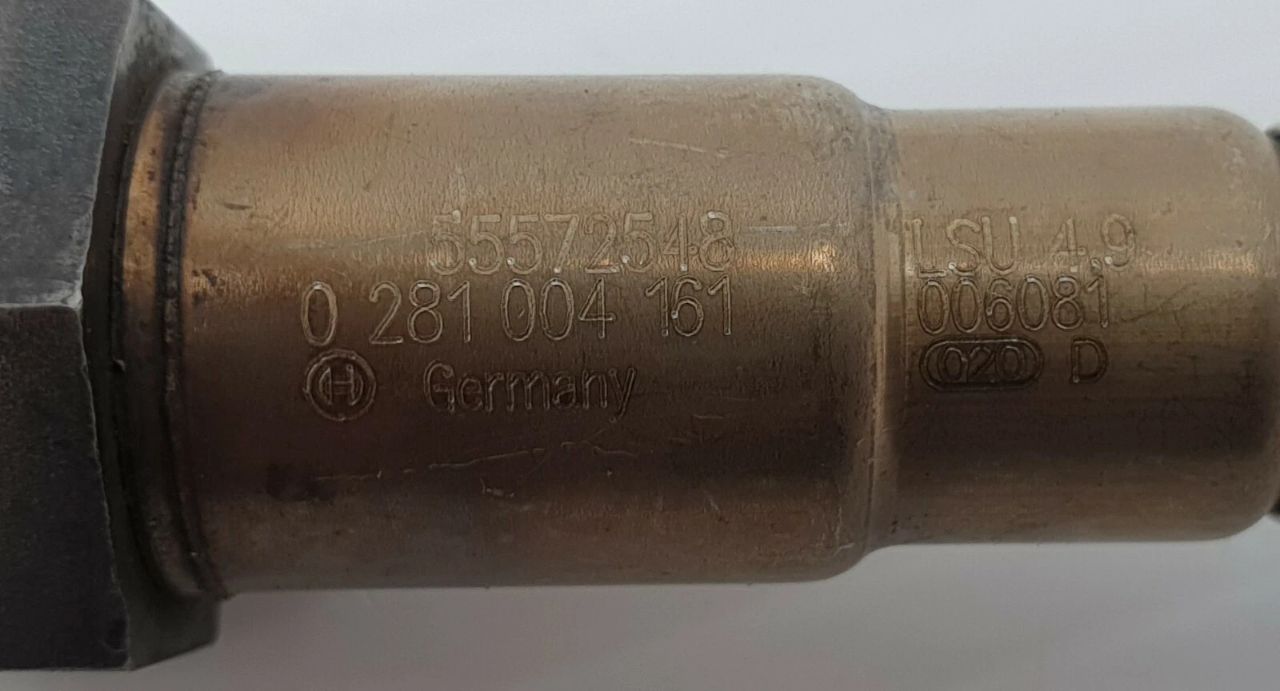 55572548
0 281 004 161
Germany
LSU 4.9
006081
020 D